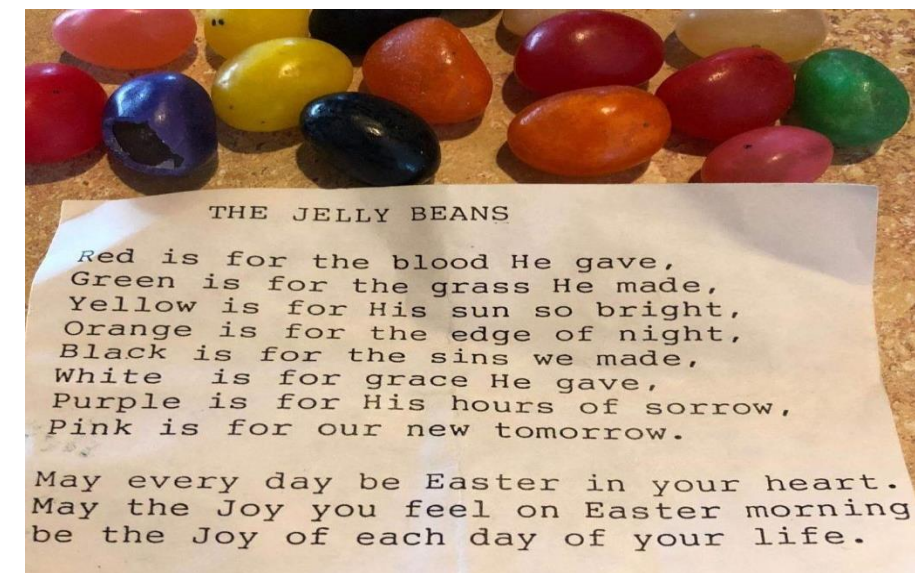 THE JELLY BEANS
Red is for the blood He gave,
Green is for the grass He made,
Yellow is for His sun so bright,
Orange is for the edge of night,
Black is for the sins we made,
White is for grace He gave,
Purple is for His hours of sorrow,
Pink is for our new tomorrow.
May every day be Easter in your heart.
May the Joy you feel on Easter morning
be the Joy of each day of your life.